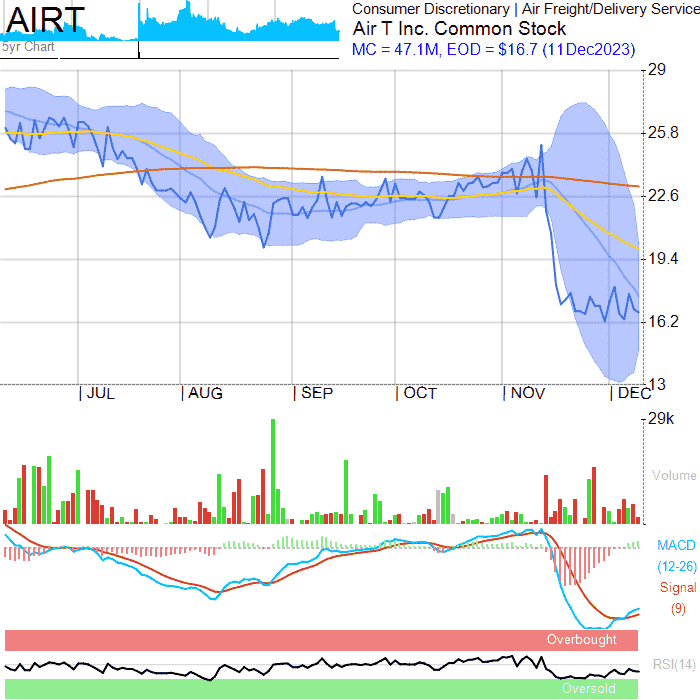 AIRT
5yr Chart
Consumer Discretionary | Air Freight/Delivery Service
Air T Inc. Common Stock
MC = 47.1M, EOD = $16.7 (11Dec2023)
29
25.8
22.6
19.4
16.2
13
JUL AUG SEP OCT NOV DEC
29k
Volume
MACD
(12-26)
Signal
(9)
Overbought
RSI(14)
Oversold